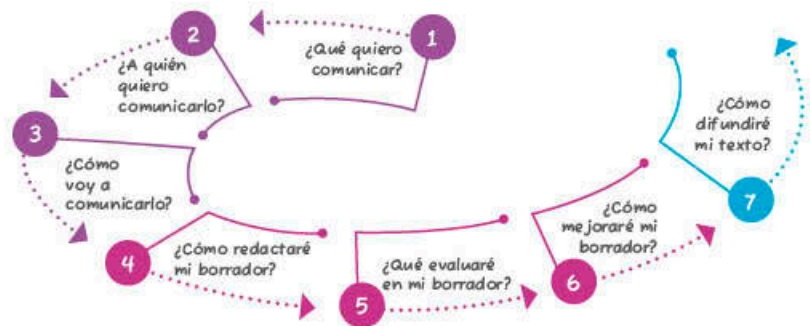 1
¿Qué quiero
comunicar?
2
¿A quién
quiero
comunicarlo?
3
¿Cómo
voy a
comunicarlo?
4
¿Cómo redactaré
mi borrador?
5
¿Qué evaluaré
en mi borrador?
6
¿Cómo
mejoraré mi
borrador?
7
¿Cómo
difundiré
mi texto?